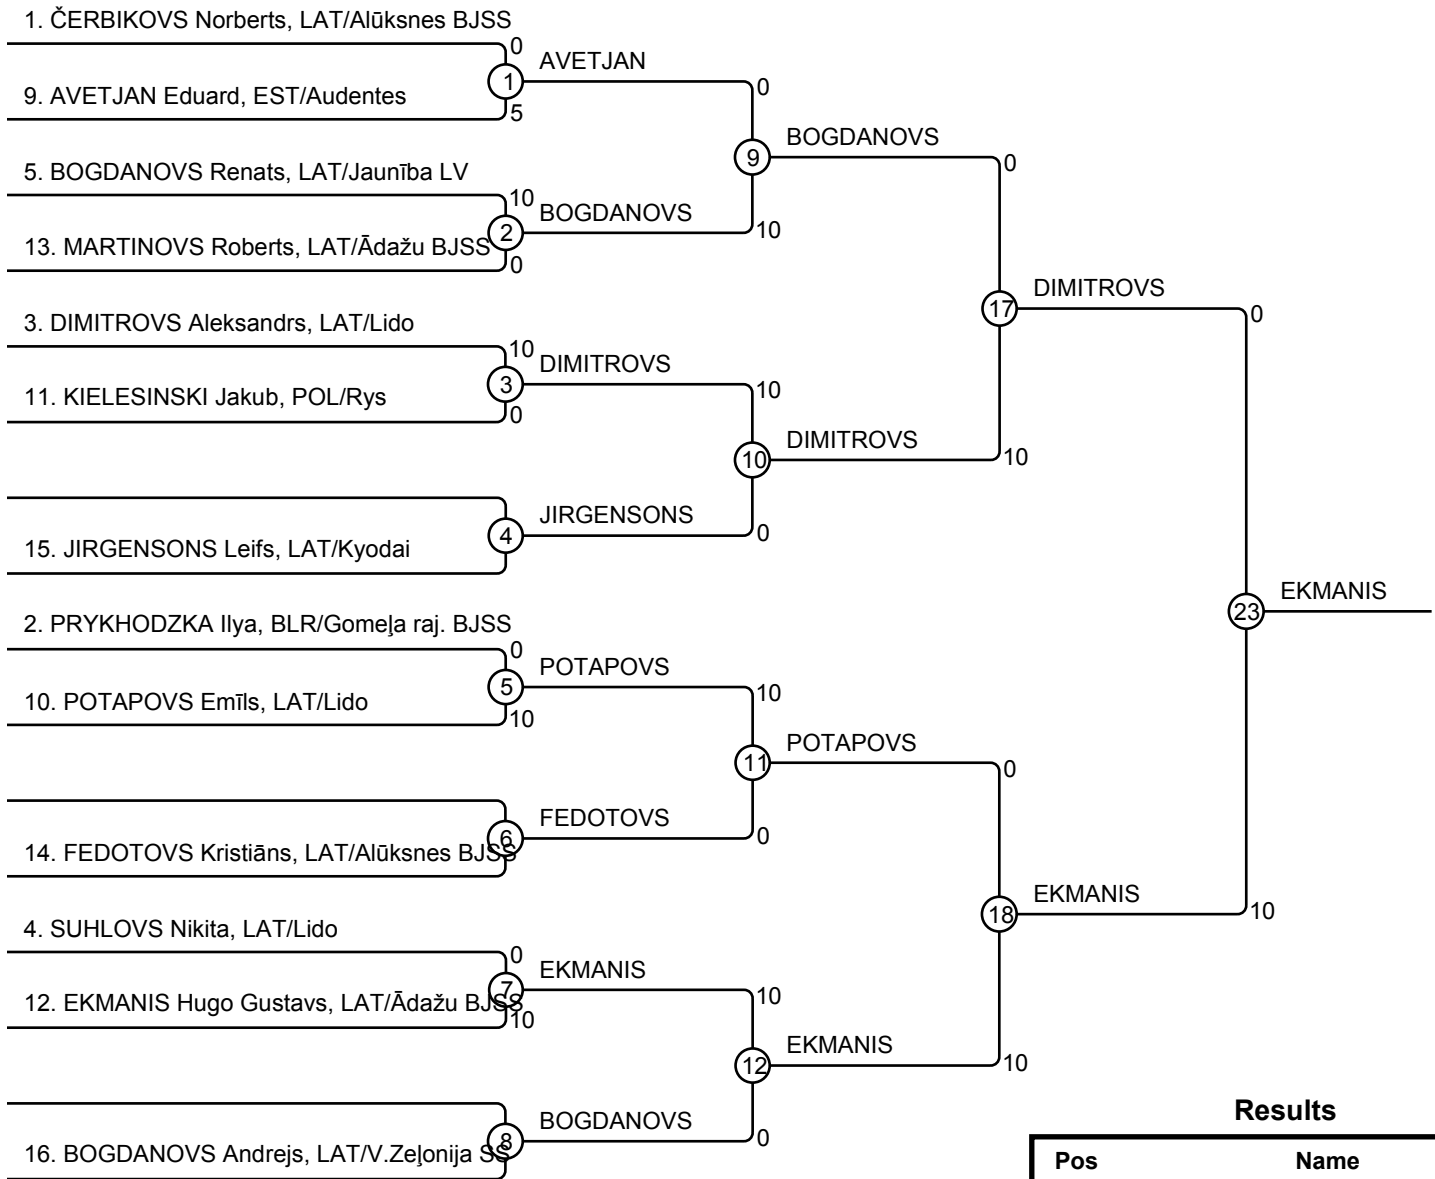 1. ČERBIKOVS Norberts, LAT/Alūksnes BJSS
0
AVETJAN
1
0
9. AVETJAN Eduard, EST/Audentes
5
BOGDANOVS
9
0
5. BOGDANOVS Renats, LAT/Jaunība LV
10
BOGDANOVS
2
10
13. MARTINOVS Roberts, LAT/Ādažu BJSS
0
DIMITROVS
17
0
3. DIMITROVS Aleksandrs, LAT/Lido
10
DIMITROVS
3
10
11. KIELESINSKI Jakub, POL/Rys
0
DIMITROVS
10
10
JIRGENSONS
4
0
15. JIRGENSONS Leifs, LAT/Kyodai
EKMANIS
23
2. PRYKHODZKA Ilya, BLR/Gomeļa raj. BJSS
0
POTAPOVS
5
10
10. POTAPOVS Emīls, LAT/Lido
10
POTAPOVS
11
0
FEDOTOVS
6
0
14. FEDOTOVS Kristiāns, LAT/Alūksnes BJSS
EKMANIS
18
10
4. SUHLOVS Nikita, LAT/Lido
0
EKMANIS
7
10
12. EKMANIS Hugo Gustavs, LAT/Ādažu BJSS
10
EKMANIS
12
10
BOGDANOVS
8
0
16. BOGDANOVS Andrejs, LAT/V.Zeļonija SS
Results
Pos Name